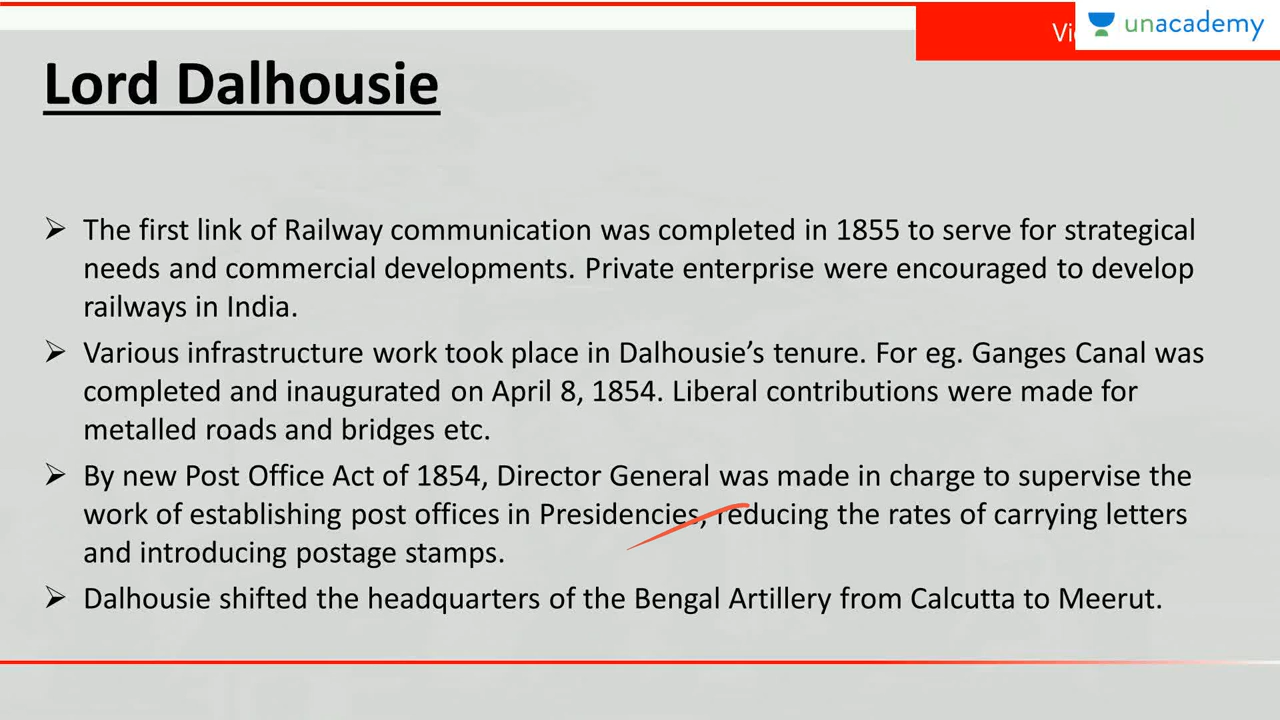 Vi
unacademy
Lord Dalhousie
➢ The first link of Railway communication was completed in 1855 to serve for strategical
needs and commercial developments. Private enterprise were encouraged to develop
railways in India.
➢ Various infrastructure work took place in Dalhousie’s tenure. For eg. Ganges Canal was
completed and inaugurated on April 8, 1854. Liberal contributions were made for
metalled roads and bridges etc.
➢ By new Post Office Act of 1854, Director General was made in charge to supervise the
work of establishing post offices in Presidencies, reducing the rates of carrying letters
and introducing postage stamps.
➢ Dalhousie shifted the headquarters of the Bengal Artillery from Calcutta to Meerut.